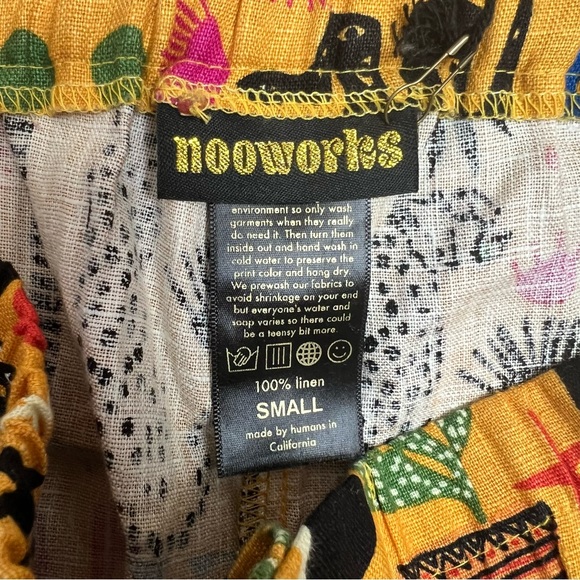 nooworks
environment so only wash
garments when they really
do need it. Then turn them
inside out and hand wash in
cold water to preserve the
print color and hang dry.
We prewash our fabrics to
avoid shrinkage on your end
but everyone's water and
soap varies so there could
be a teensy bit more.
100% linen
SMALL
made by humans in
California